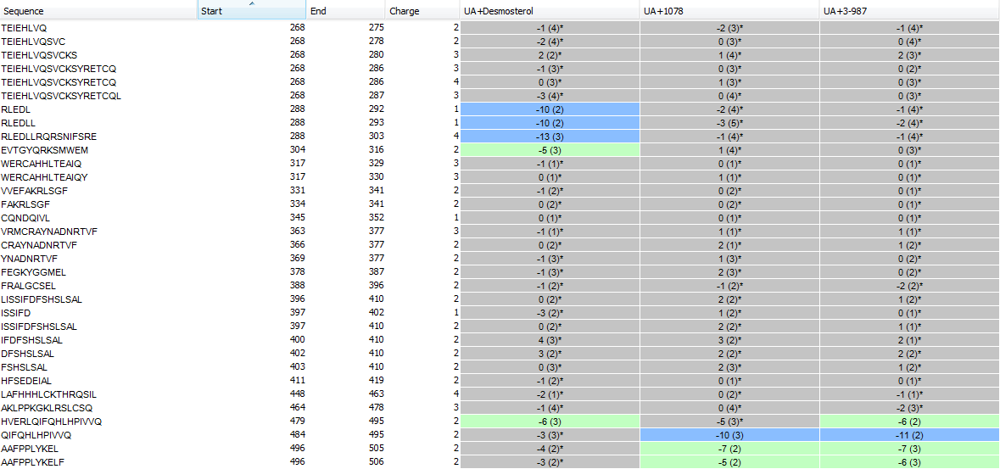 Sequence Start End Charge UA+Desmosterol UA+1078 UA+3-987
TEIEHLVQ 268 275 2 -1 (4)* -2 (3)* -1 (4)*
TEIEHLVQSVC 268 278 2 -2 (4)* 0 (3)* 0 (4)*
TEIEHLVQSVCKS 268 280 3 2 (2)* 1 (4)* 2 (3)*
TEIEHLVQSVCKSYRETCQ 268 286 3 -1 (3)* 0 (3)* 0 (2)*
TEIEHLVQSVCKSYRETCQ 268 286 4 0 (3)* 1 (3)* 0 (3)*
TEIEHLVQSVCKSYRETCQL 268 287 3 -3 (4)* 0 (4)* 0 (3)*
RLEDL 288 292 1 -10 (2) -2 (4)* -1 (4)*
RLEDLL 288 293 1 -10 (2) -3 (5)* -2 (4)*
RLEDLLRQRSNIFSRE 288 303 4 -13 (3) -1 (4)* -1 (4)*
EVTGYQRKSMWEM 304 316 2 -5 (3) 1 (4)* 0 (3)*
WERCAHHLTEAIQ 317 329 3 -1 (1)* 0 (1)* 0 (1)*
WERCAHHLTEAIQY 317 330 3 0 (1)* 1 (1)* 0 (1)*
VVEFAKRLSGF 331 341 2 -1 (2)* 0 (2)* 0 (1)*
FAKRLSGF 334 341 2 0 (2)* 0 (2)* 0 (1)*
CQNDQIVL 345 352 1 0 (1)* 0 (1)* 0 (1)*
VRMCRAYNADNRTVF 363 377 3 -1 (1)* 1 (1)* 1 (1)*
CRAYNADNRTVF 366 377 2 0 (2)* 2 (1)* 1 (2)*
YNADNRTVF 369 377 2 -1 (3)* 1 (3)* 0 (2)*
FEGKYGGMEL 378 387 2 -1 (3)* 2 (3)* 0 (2)*
FRALGCSEL 388 396 2 -1 (2)* -1 (2)* -2 (2)*
LISSIFDFSHSLSAL 396 410 2 0 (2)* 2 (2)* 1 (2)*
ISSIFD 397 402 1 -3 (2)* 1 (2)* 0 (1)*
ISSIFDFSHSLSAL 397 410 2 0 (2)* 2 (2)* 1 (1)*
IFDFSHSLSAL 400 410 2 4 (3)* 3 (2)* 2 (1)*
DFSHSLSAL 402 410 2 3 (2)* 2 (2)* 2 (2)*
FSHSLSAL 403 410 2 0 (3)* 2 (3)* 1 (2)*
HFSEDEIAL 411 419 2 -1 (2)* 0 (1)* 0 (1)*
LAFHHHLCKTHRQSIL 448 463 4 -2 (1)* 0 (2)* -1 (1)*
AKLPPKGKLRSLCSQ 464 478 3 -1 (4)* 0 (4)* -2 (3)*
HVERLQIFQHLHPIVVQ 479 495 2 -6 (3) -5 (3)* -6 (2)
QIFQHLHPIVVQ 484 495 2 -3 (3)* -10 (3) -11 (2)
AAFPPLYKEL 496 505 2 -4 (2)* -7 (2) -7 (3)
AAFPPLYKELF 496 506 2 -3 (2)* -5 (2) -6 (3)